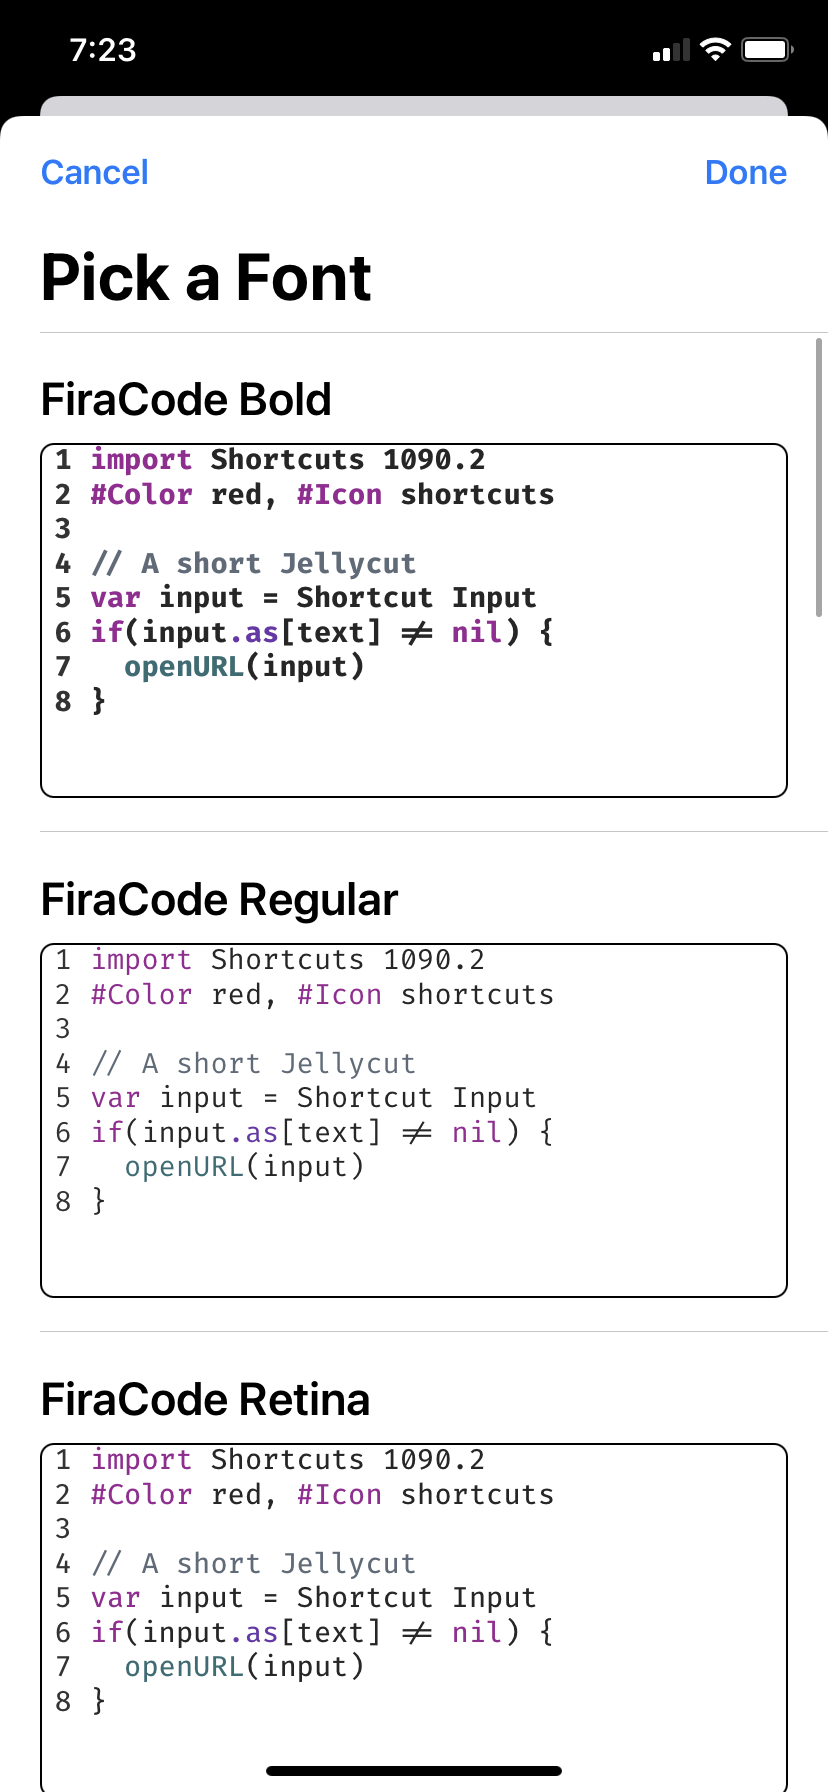 7:23
Cancel Done
Pick a Font
FiraCode Bold
1 import Shortcuts 1090.2
2 #Color red, #Icon shortcuts
3
4 // A short Jellycut
5 var input = Shortcut Input
6 if(input.as[text] ≠ nil) {
7   openURL(input)
8 }
FiraCode Regular
1 import Shortcuts 1090.2
2 #Color red, #Icon shortcuts
3
4 // A short Jellycut
5 var input = Shortcut Input
6 if(input.as[text] ≠ nil) {
7   openURL(input)
8 }
FiraCode Retina
1 import Shortcuts 1090.2
2 #Color red, #Icon shortcuts
3
4 // A short Jellycut
5 var input = Shortcut Input
6 if(input.as[text] ≠ nil) {
7   openURL(input)
8 }